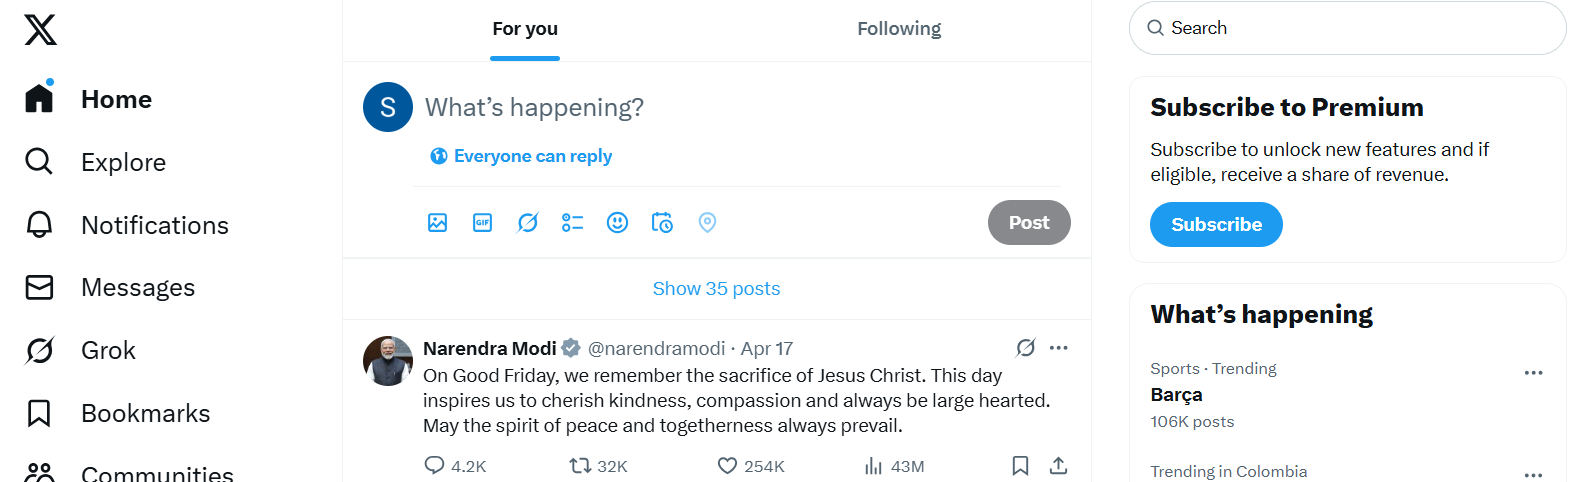 Home
Explore
Notifications
Messages
Grok
Bookmarks
Communities
For you
Following
S
What's happening?
Everyone can reply
GIF
Post
Show 35 posts
Narendra Modi @narendramodi · Apr 17
On Good Friday, we remember the sacrifice of Jesus Christ. This day
inspires us to cherish kindness, compassion and always be large hearted.
May the spirit of peace and togetherness always prevail.
4.2K 32K 254K 43M
Search
Subscribe to Premium
Subscribe to unlock new features and if
eligible, receive a share of revenue.
Subscribe
What's happening
Sports · Trending
Barça
106K posts
Trending in Colombia